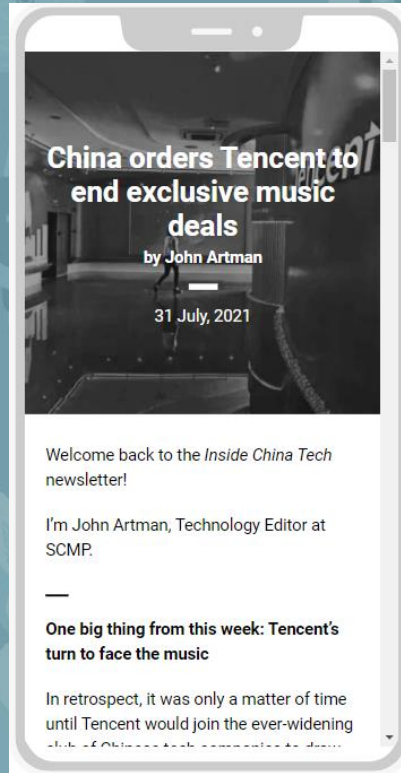 China orders Tencent to
end exclusive music
deals
by John Artman
31 July, 2021
Welcome back to the Inside China Tech
newsletter!
I'm John Artman, Technology Editor at
SCMP.
One big thing from this week: Tencent's
turn to face the music
In retrospect, it was only a matter of time
until Tencent would join the ever-widening